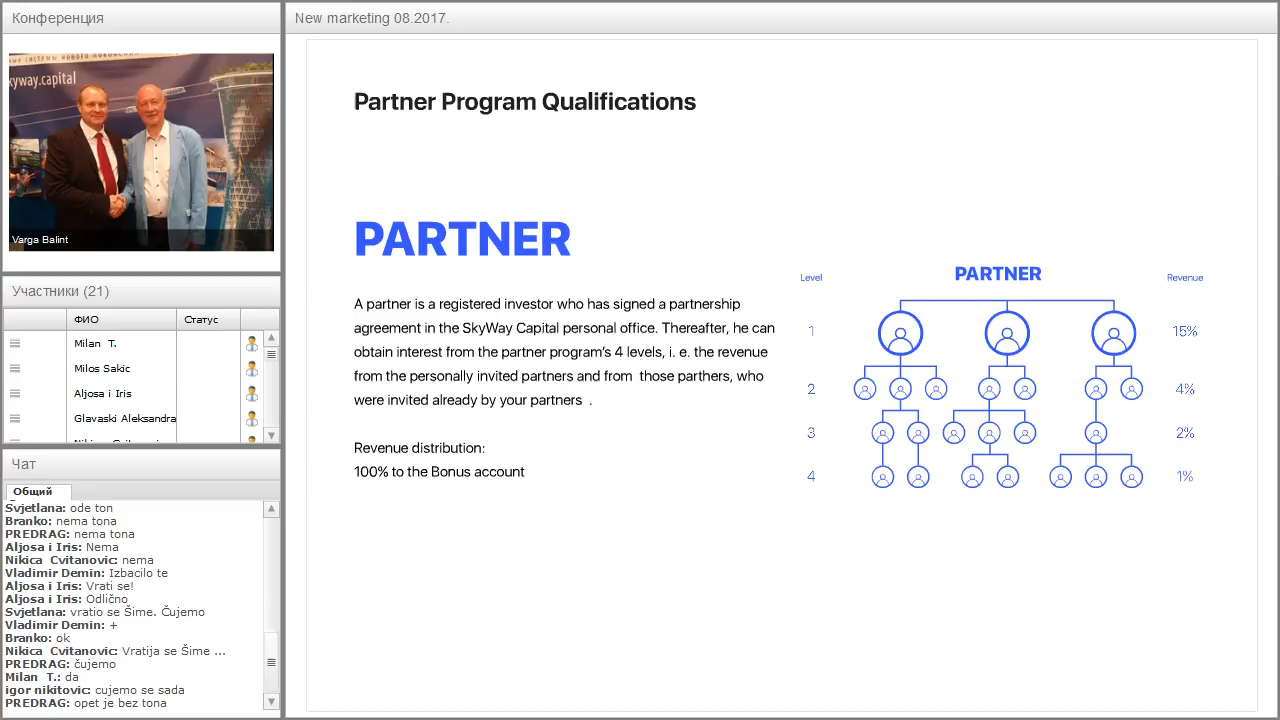 Конференция
кyway.capital
Varga Balint
Участники (21)
ФИО
Статус
Milan T.
Milos Sakic
Aljosa i Iris
Glavaski Aleksandra
Чат
Общий
Svjetlana: ode ton
Branko: nema tona
PREDRAG: nema tona
Aljosa i Iris: Nema
Nikica Cvitanovic: nema
Vladimir Demin: Izbacilo te
Aljosa i Iris: Vrati se!
Aljosa i Iris: Odlično
Svjetlana: vratio se Šime. Čujemo
Vladimir Demin: +
Branko: ok
Nikica Cvitanovic: Vratija se Šime ...
PREDRAG: čujemo
Milan T.: da
igor nikitovic: cujemo se sada
PREDRAG: opet je bez tona
New marketing 08.2017.
Partner Program Qualifications
PARTNER
A partner is a registered investor who has signed a partnership
agreement in the SkyWay Capital personal office. Thereafter, he can
obtain interest from the partner program’s 4 levels, i. e. the revenue
from the personally invited partners and from those parthers, who
were invited already by your partners .
Revenue distribution:
100% to the Bonus account
Level
PARTNER
Revenue
1
15%
2
4%
3
2%
4
1%